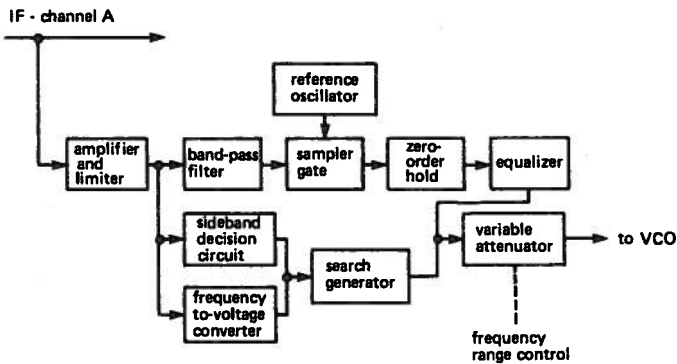 IF - channel A
reference
oscillator
amplifier
and
limiter
band-pass
filter
sampler
gate
zero-
order
hold
equalizer
sideband
decision
circuit
search
generator
variable
attenuator
to VCO
frequency
to-voltage
converter
frequency
range control